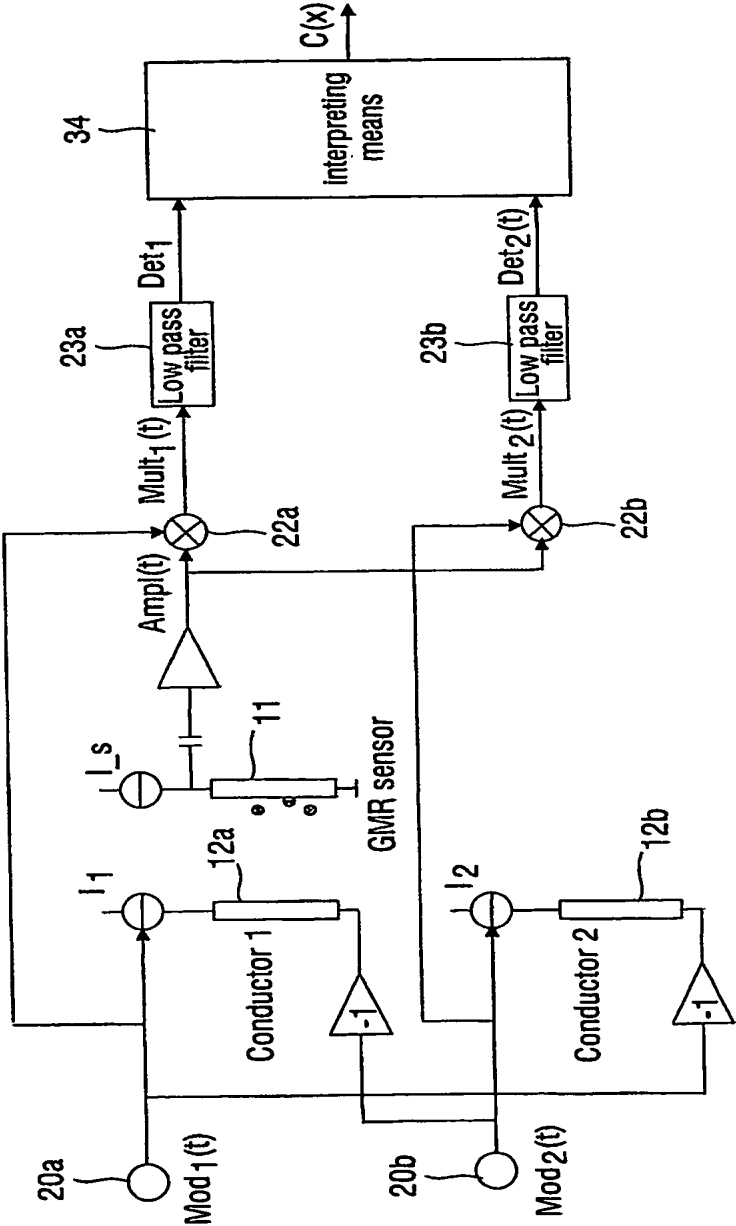 20a
Mod1(t)
20b
Mod2(t)
I1
12a
Conductor 1
-1
I2
12b
Conductor 2
-1
I_s
11
GMR sensor
Ampl(t)
22a
Mult1(t)
22b
Mult2(t)
23a
Low pass
filter
Det1
23b
Low pass
filter
Det2(t)
34
interpreting
means
C(x)